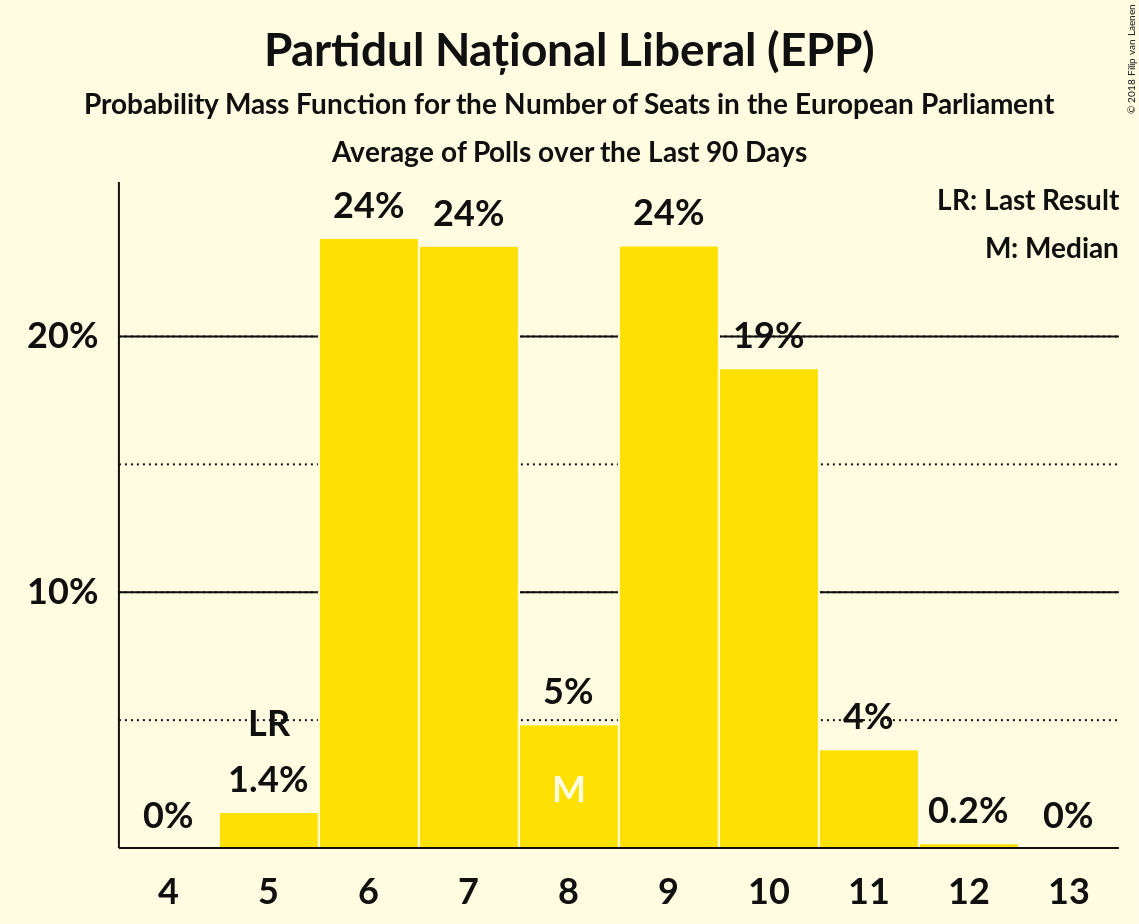 Partidul Național Liberal (EPP)
Probability Mass Function for the Number of Seats in the European Parliament
Average of Polls over the Last 90 Days
© 2018 Filip van Laenen
LR: Last Result
M: Median
24%
24%
24%
20%
19%
10%
5%
LR
4%
1.4%
M
0%
0.2%
0%
4
5
6
7
8
9
10
11
12
13